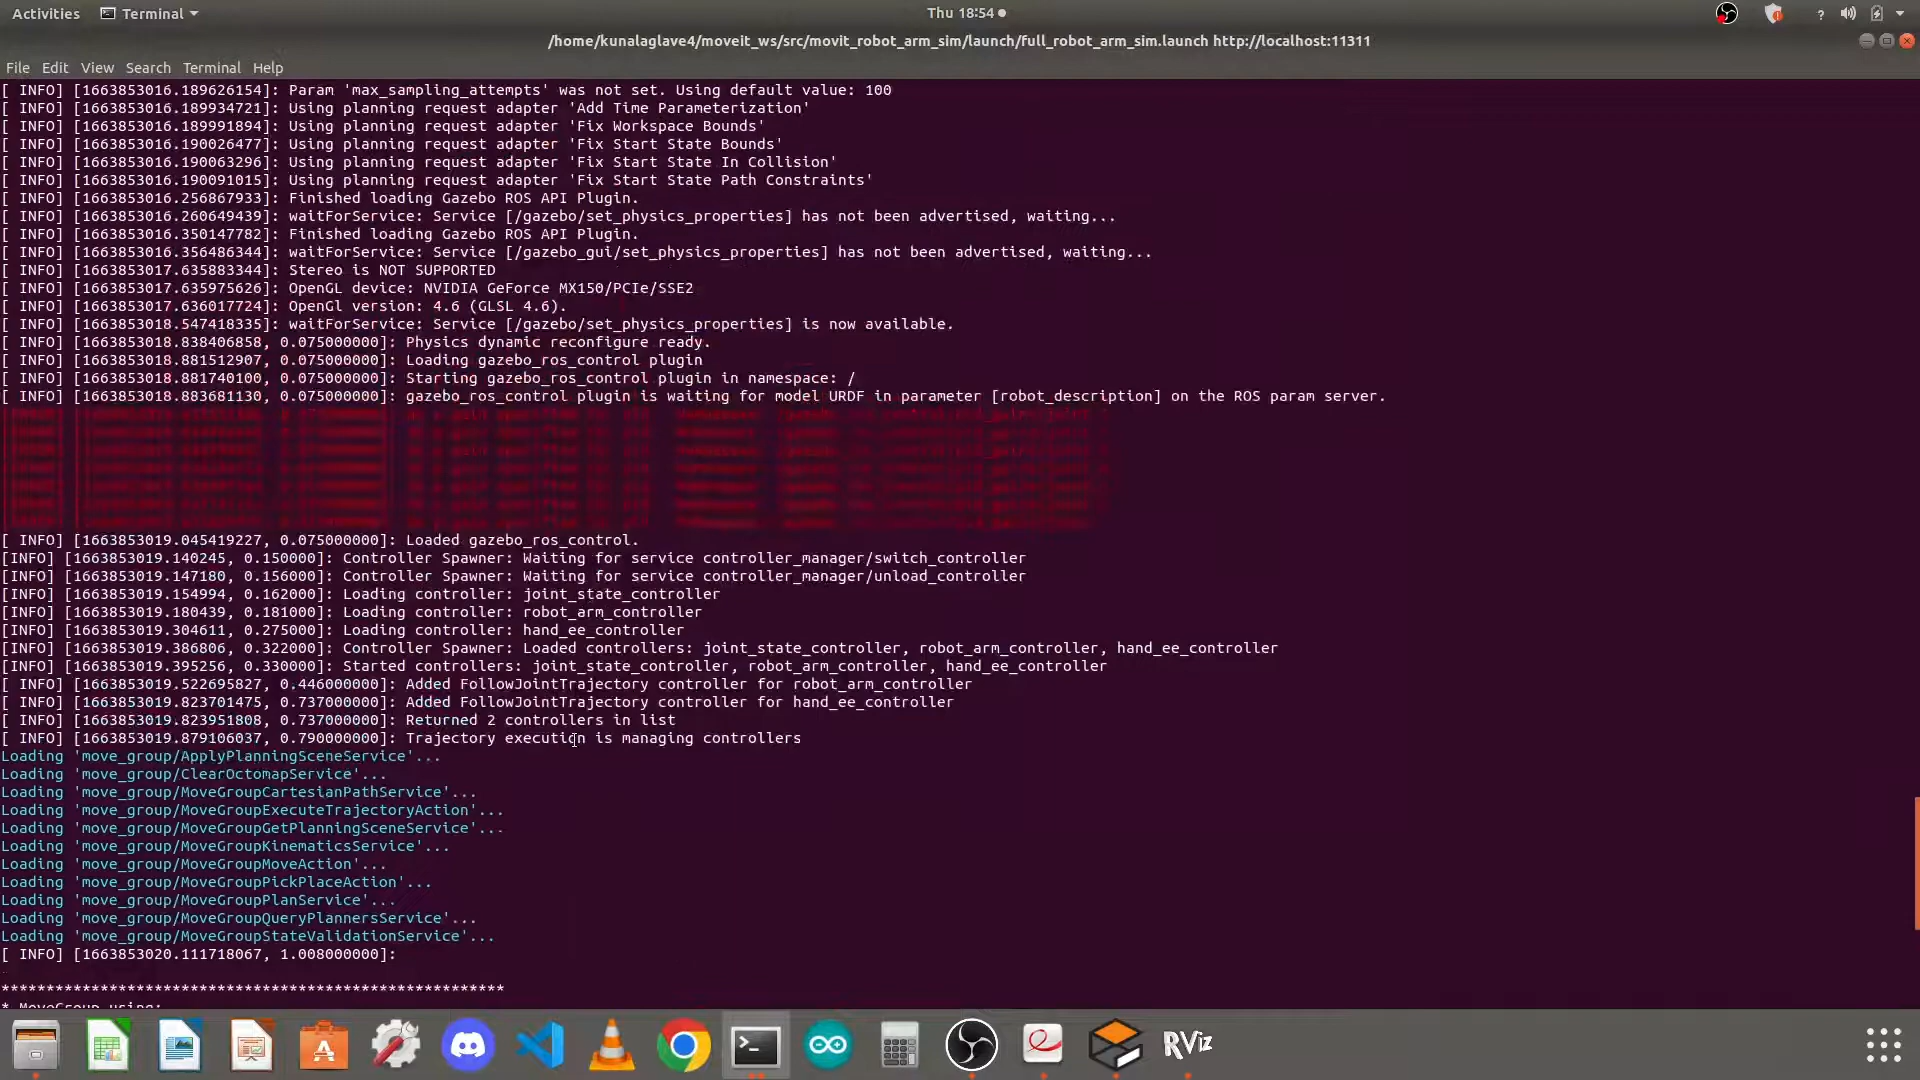 Activities Terminal Thu 18:54
/home/kunalaglave4/moveit_ws/src/movit_robot_arm_sim/launch/full_robot_arm_sim.launch http://localhost:11311
File Edit View Search Terminal Help
[ INFO] [1663853016.189626154]: Param 'max_sampling_attempts' was not set. Using default value: 100
[ INFO] [1663853016.189934721]: Using planning request adapter 'Add Time Parameterization'
[ INFO] [1663853016.189991894]: Using planning request adapter 'Fix Workspace Bounds'
[ INFO] [1663853016.190026477]: Using planning request adapter 'Fix Start State Bounds'
[ INFO] [1663853016.190063296]: Using planning request adapter 'Fix Start State In Collision'
[ INFO] [1663853016.190091015]: Using planning request adapter 'Fix Start State Path Constraints'
[ INFO] [1663853016.256867933]: Finished loading Gazebo ROS API Plugin.
[ INFO] [1663853016.260649439]: waitForService: Service [/gazebo/set_physics_properties] has not been advertised, waiting...
[ INFO] [1663853016.350147782]: Finished loading Gazebo ROS API Plugin.
[ INFO] [1663853016.356486344]: waitForService: Service [/gazebo_gui/set_physics_properties] has not been advertised, waiting...
[ INFO] [1663853017.635883344]: Stereo is NOT SUPPORTED
[ INFO] [1663853017.635975626]: OpenGL device: NVIDIA GeForce MX150/PCIe/SSE2
[ INFO] [1663853017.636017724]: OpenGl version: 4.6 (GLSL 4.6).
[ INFO] [1663853018.547418335]: waitForService: Service [/gazebo/set_physics_properties] is now available.
[ INFO] [1663853018.838406858, 0.075000000]: Physics dynamic reconfigure ready.
[ INFO] [1663853018.881512907, 0.075000000]: Loading gazebo_ros_control plugin
[ INFO] [1663853018.881740100, 0.075000000]: Starting gazebo_ros_control plugin in namespace: /
[ INFO] [1663853018.883681130, 0.075000000]: gazebo_ros_control plugin is waiting for model URDF in parameter [robot_description] on the ROS param server.
[ INFO] [1663853019.045419227, 0.075000000]: Loaded gazebo_ros_control.
[INFO] [1663853019.140245, 0.150000]: Controller Spawner: Waiting for service controller_manager/switch_controller
[INFO] [1663853019.147180, 0.156000]: Controller Spawner: Waiting for service controller_manager/unload_controller
[INFO] [1663853019.154994, 0.162000]: Loading controller: joint_state_controller
[INFO] [1663853019.180439, 0.181000]: Loading controller: robot_arm_controller
[INFO] [1663853019.304611, 0.275000]: Loading controller: hand_ee_controller
[INFO] [1663853019.386806, 0.322000]: Controller Spawner: Loaded controllers: joint_state_controller, robot_arm_controller, hand_ee_controller
[INFO] [1663853019.395256, 0.330000]: Started controllers: joint_state_controller, robot_arm_controller, hand_ee_controller
[ INFO] [1663853019.522695827, 0.446000000]: Added FollowJointTrajectory controller for robot_arm_controller
[ INFO] [1663853019.823701475, 0.737000000]: Added FollowJointTrajectory controller for hand_ee_controller
[ INFO] [1663853019.823951808, 0.737000000]: Returned 2 controllers in list
[ INFO] [1663853019.879106037, 0.790000000]: Trajectory execution is managing controllers
Loading 'move_group/ApplyPlanningSceneService'...
Loading 'move_group/ClearOctomapService'...
Loading 'move_group/MoveGroupCartesianPathService'...
Loading 'move_group/MoveGroupExecuteTrajectoryAction'...
Loading 'move_group/MoveGroupGetPlanningSceneService'...
Loading 'move_group/MoveGroupKinematicsService'...
Loading 'move_group/MoveGroupMoveAction'...
Loading 'move_group/MoveGroupPickPlaceAction'...
Loading 'move_group/MoveGroupPlanService'...
Loading 'move_group/MoveGroupQueryPlannersService'...
Loading 'move_group/MoveGroupStateValidationService'...
[ INFO] [1663853020.111718067, 1.008000000]:
********************************************************
* MoveGroup using:
RViz